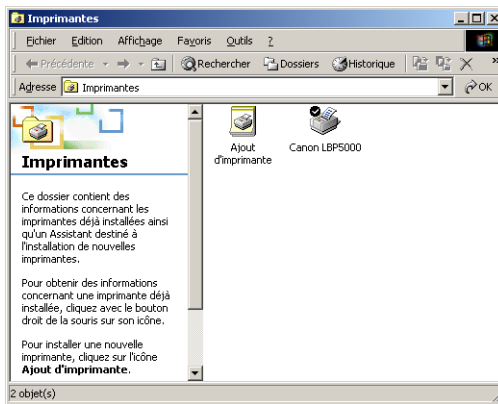 Imprimantes
Fichier Edition Affichage Favoris Outils ?
Précédente Rechercher Dossiers Historique »
Adresse Imprimantes OK
Imprimantes
Ce dossier contient des
informations concernant les
imprimantes déjà installées ainsi
qu'un Assistant destiné à
l'installation de nouvelles
imprimantes.
Pour obtenir des informations
concernant une imprimante déjà
installée, cliquez avec le bouton
droit de la souris sur son icône.
Pour installer une nouvelle
imprimante, cliquez sur l'icône
Ajout d'imprimante.
Ajout
d'imprimante
Canon LBP5000
2 objet(s)